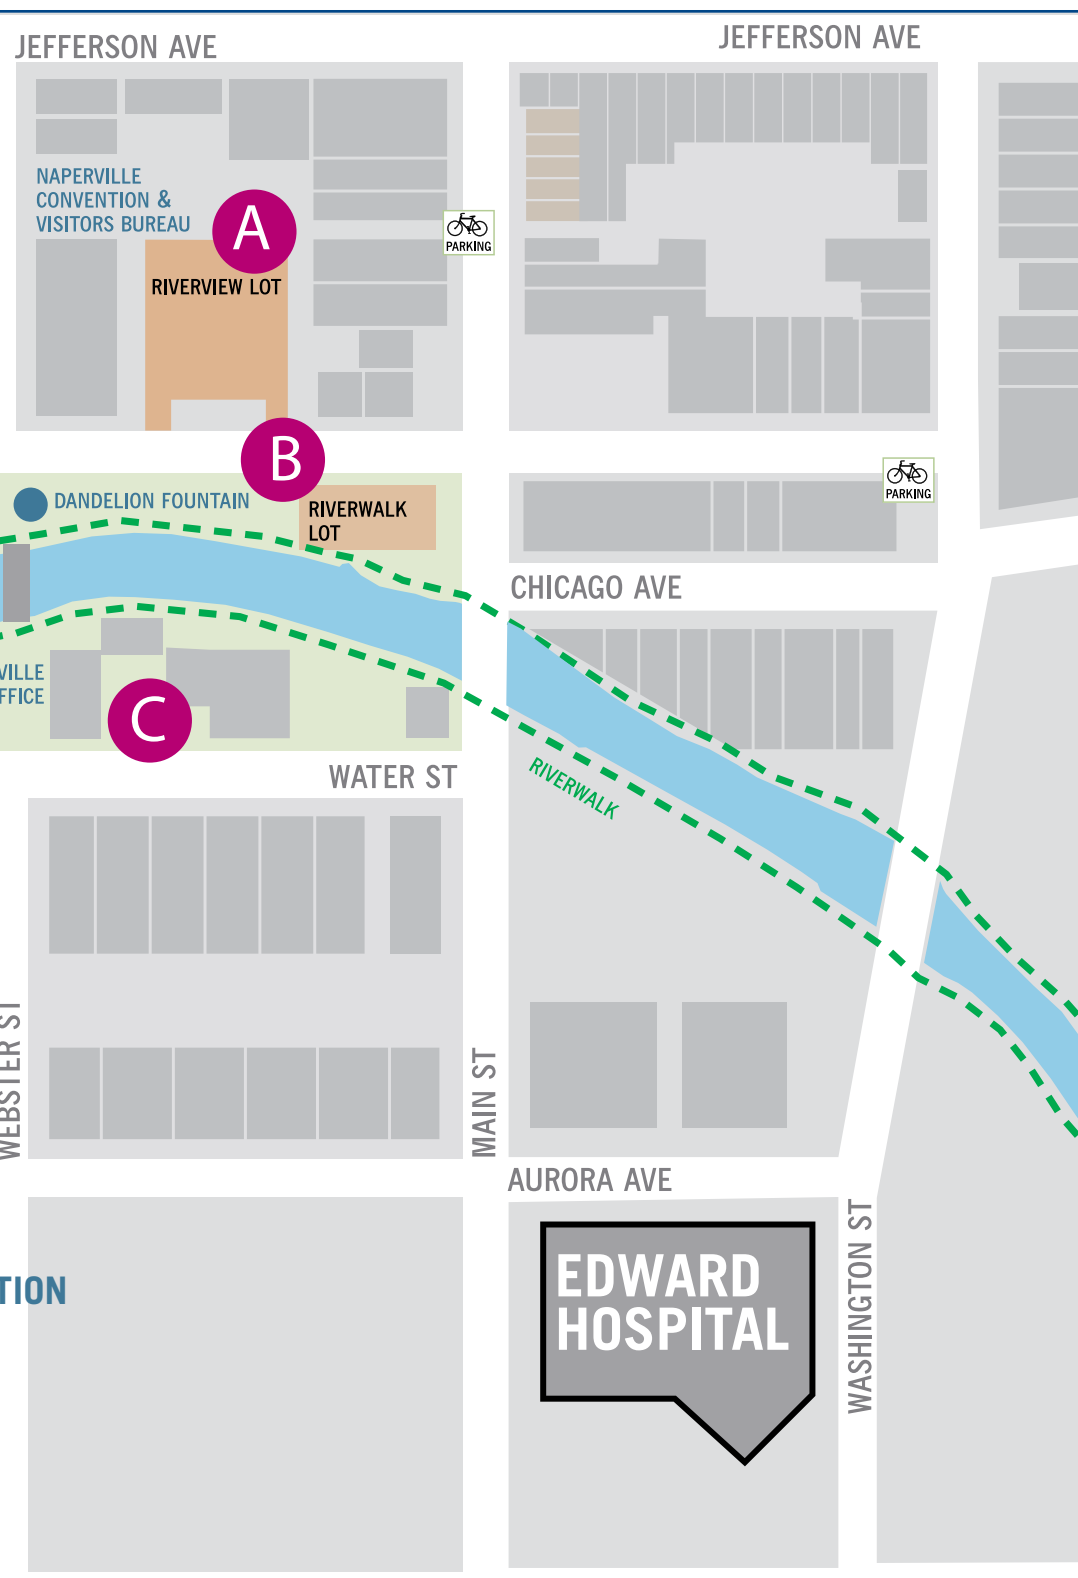 JEFFERSON AVE
JEFFERSON AVE
NAPERVILLE
CONVENTION &
VISITORS BUREAU
A
PARKING
RIVERVIEW LOT
B
PARKING
DANDELION FOUNTAIN
RIVERWALK
LOT
CHICAGO AVE
VILLE
FFICE
C
WATER ST
RIVERWALK
WEBSTER ST
MAIN ST
AURORA AVE
WASHINGTON ST
EDWARD
HOSPITAL
TION